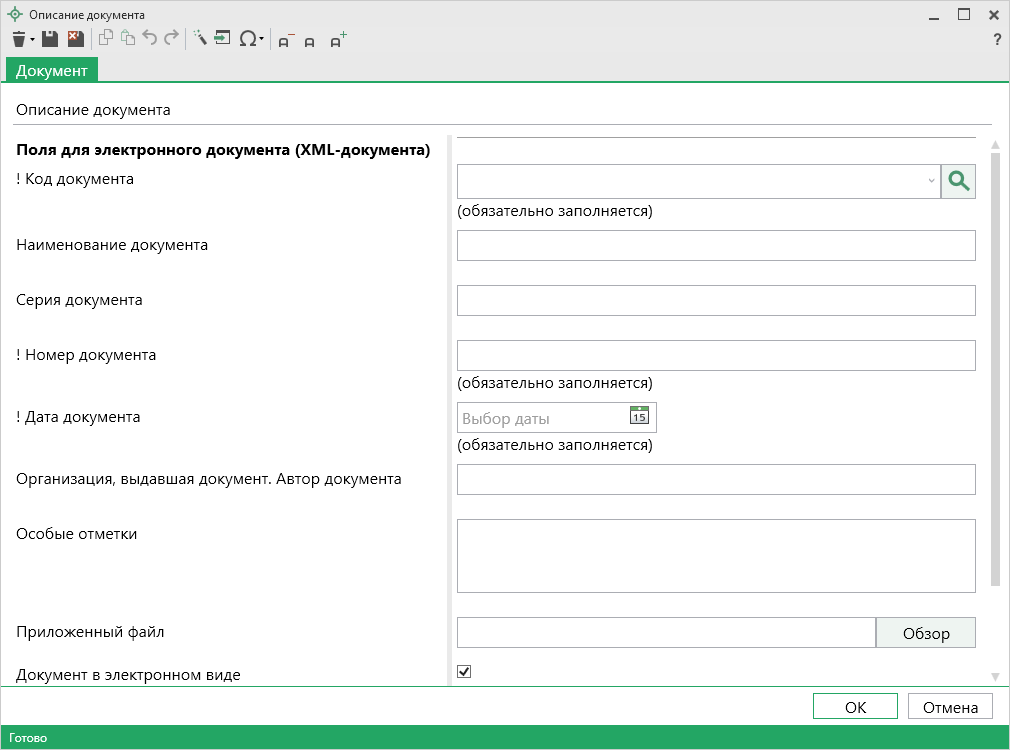 Описание документа
?
Документ
Описание документа
Поля для электронного документа (XML-документа)
! Код документа
(обязательно заполняется)
Наименование документа
Серия документа
! Номер документа
(обязательно заполняется)
! Дата документа
Выбор даты
15
(обязательно заполняется)
Организация, выдавшая документ. Автор документа
Особые отметки
Приложенный файл
Обзор
Документ в электронном виде
ОК
Отмена
Готово